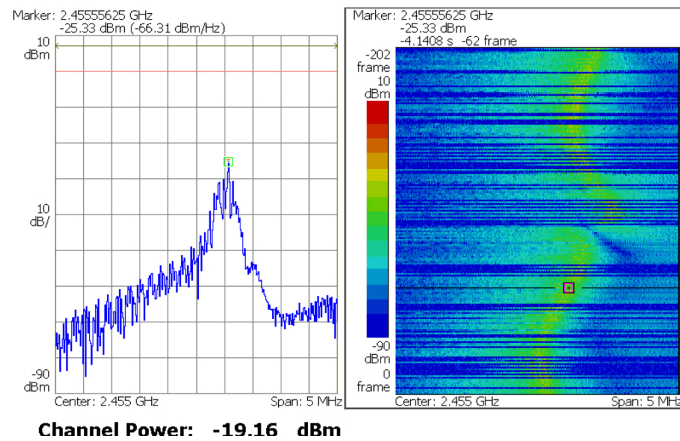 Marker: 2.45555625 GHz
-25.33 dBm (-66.31 dBm/Hz)
10
dBm
10
dB/
-90
dBm
Center: 2.455 GHz Span: 5 MHz
Marker: 2.45555625 GHz
-25.33 dBm
-4.1408 s -62 frame
-202
frame
10
dBm
-90
dBm
0
frame
Center: 2.455 GHz Span: 5 MHz
Channel Power: -19.16 dBm